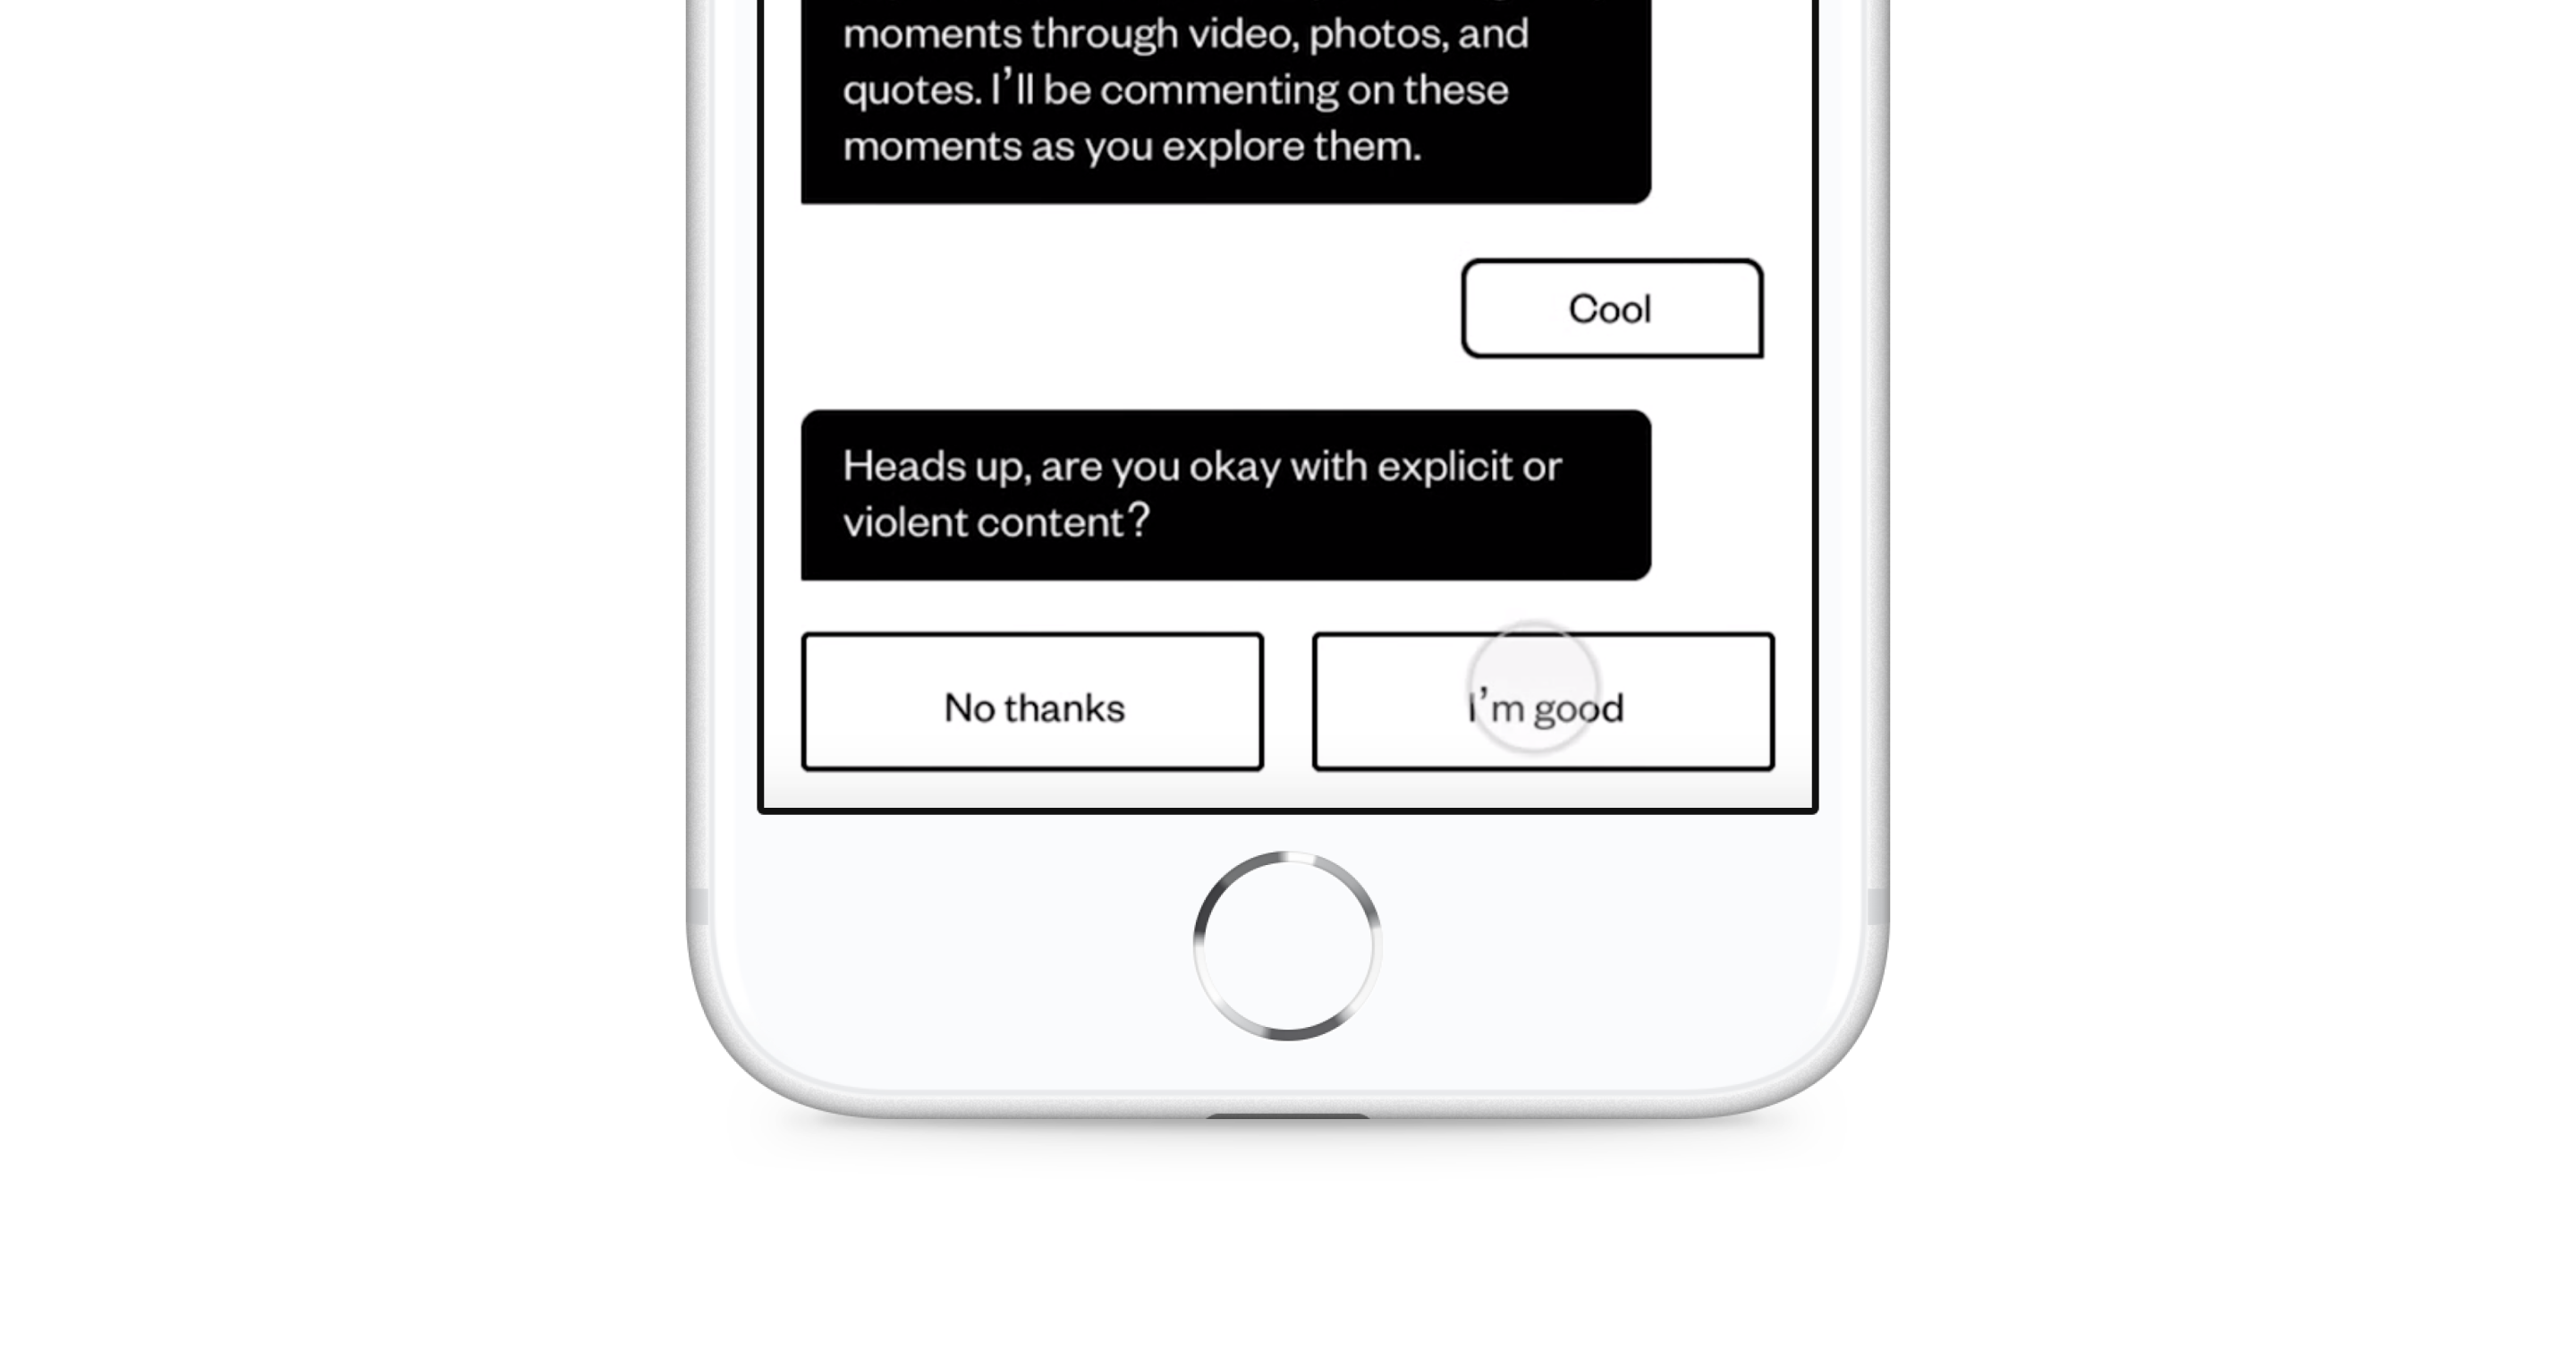 moments through video, photos, and
quotes. I’ll be commenting on these
moments as you explore them.
Cool
Heads up, are you okay with explicit or
violent content?
No thanks
I’m good